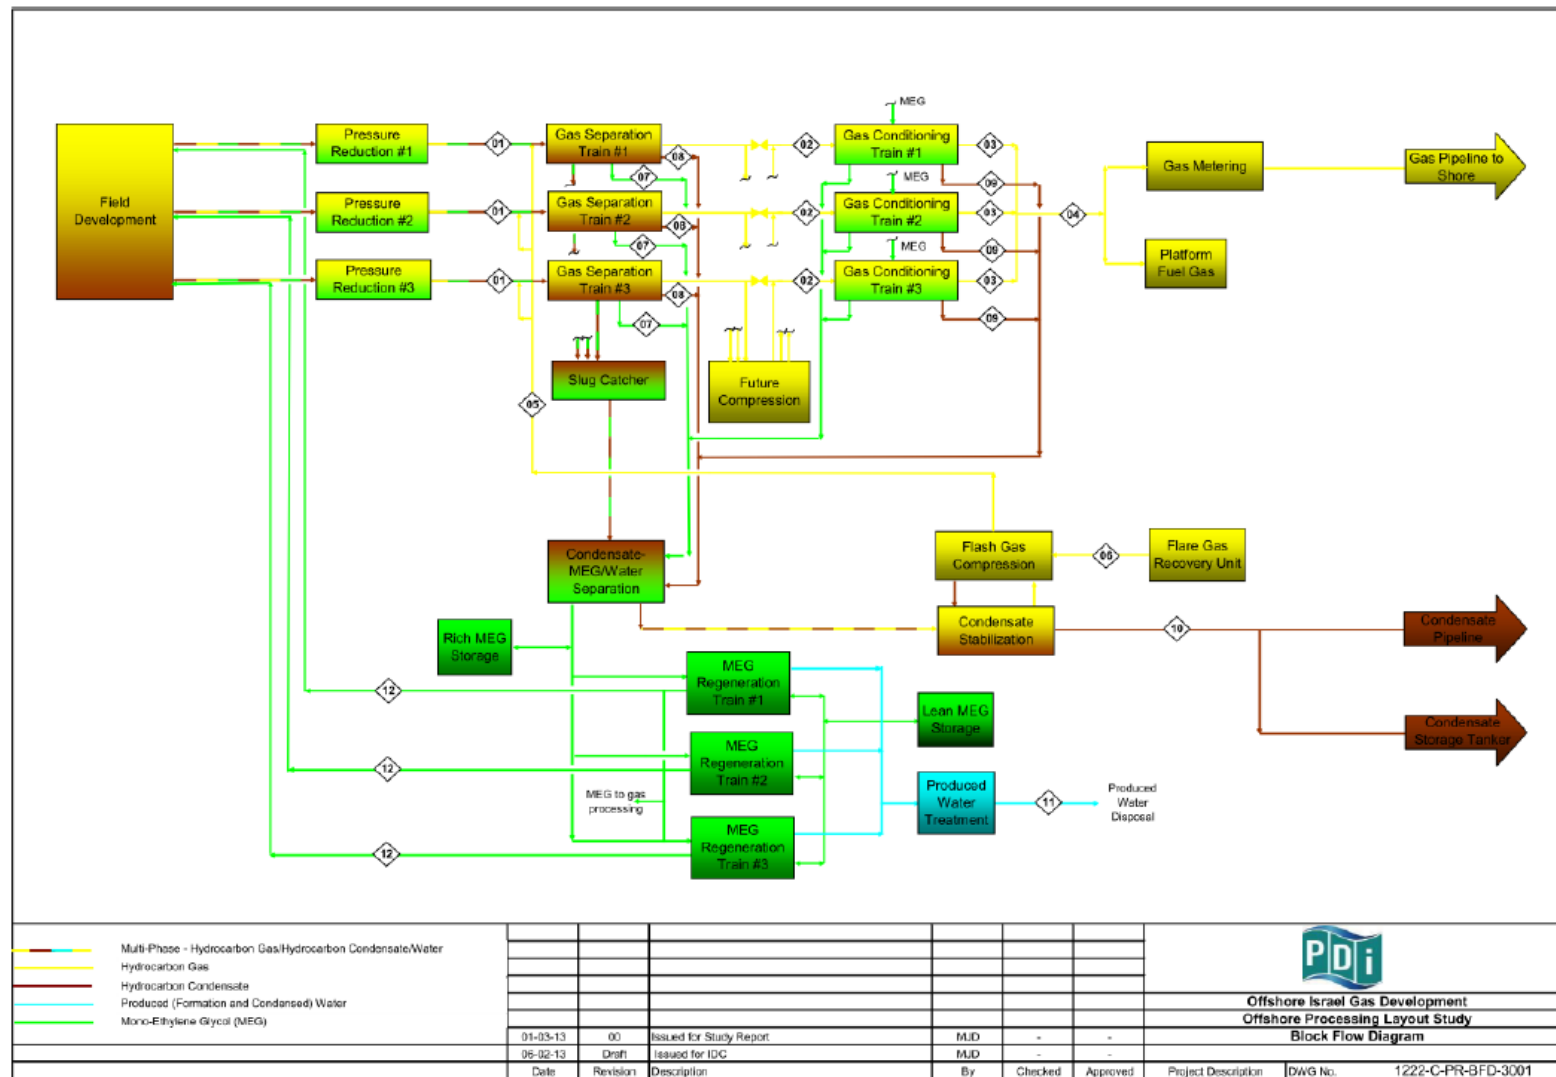 MEG
Field
Development
Pressure
Reduction #1
01
Gas Separation
Train #1
08
07
02
Gas Conditioning
Train #1
03
09
Gas Metering
Gas Pipeline to
Shore
MEG
Pressure
Reduction #2
01
Gas Separation
Train #2
08
07
02
Gas Conditioning
Train #2
03
09
04
Platform
Fuel Gas
MEG
Pressure
Reduction #3
01
Gas Separation
Train #3
08
07
02
Gas Conditioning
Train #3
03
09
Slug Catcher
Future
Compression
05
Condensate-
MEG/Water
Separation
Flash Gas
Compression
06
Flare Gas
Recovery Unit
Condensate
Stabilization
10
Condensate
Pipeline
Rich MEG
Storage
MEG
Regeneration
Train #1
12
Lean MEG
Storage
Condensate
Storage Tanker
MEG
Regeneration
Train #2
12
MEG to gas
processing
Produced
Water
Treatment
11
Produced
Water
Disposal
MEG
Regeneration
Train #3
12
Multi-Phase - Hydrocarbon Gas/Hydrocarbon Condensate/Water
Hydrocarbon Gas
Hydrocarbon Condensate
Produced (Formation and Condensed) Water
Mono-Ethylene Glycol (MEG)
PDi
Offshore Israel Gas Development
Offshore Processing Layout Study
Block Flow Diagram
01-03-13 00 Issued for Study Report MJD - -
06-02-13 Draft Issued for IDC MJD - -
Date Revision Description By Checked Approved Project Description DWG No. 1222-C-PR-BFD-3001